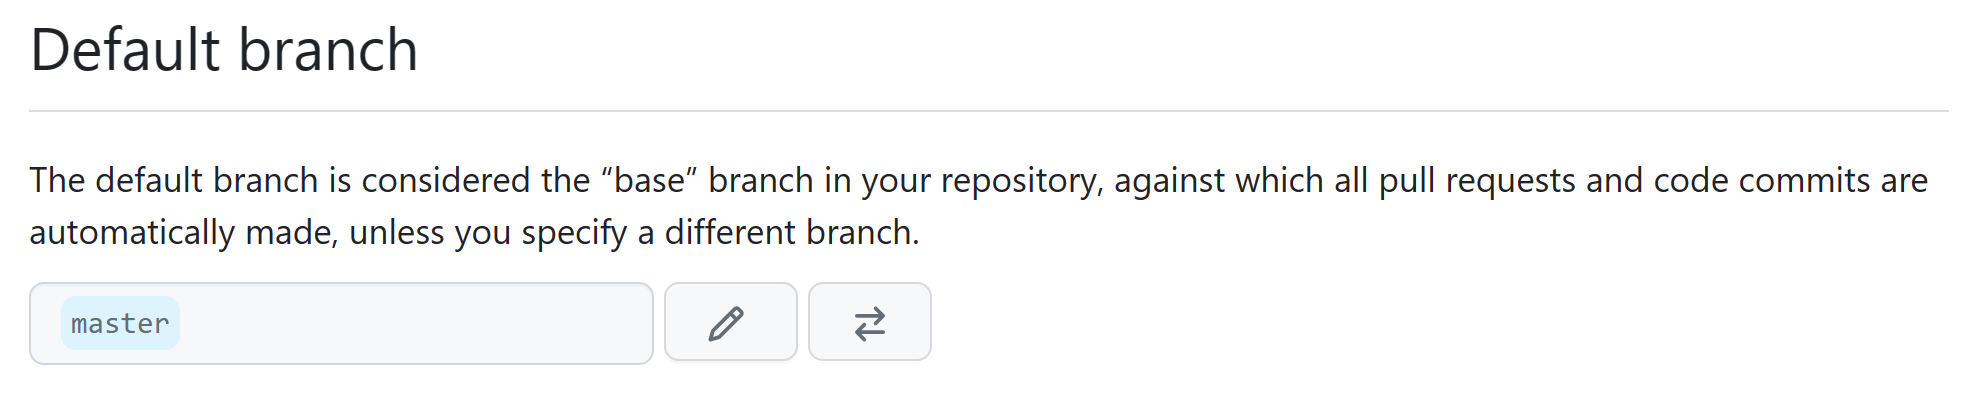 Default branch
The default branch is considered the “base” branch in your repository, against which all pull requests and code commits are
automatically made, unless you specify a different branch.
master